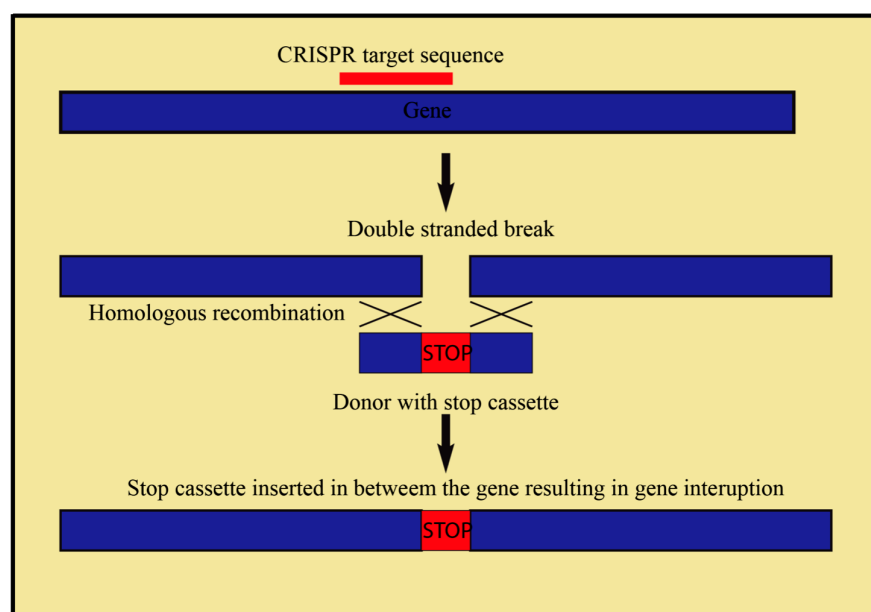 CRISPR target sequence
Gene
Double stranded break
Homologous recombination
STOP
Donor with stop cassette
Stop cassette inserted in betweem the gene resulting in gene interuption
STOP